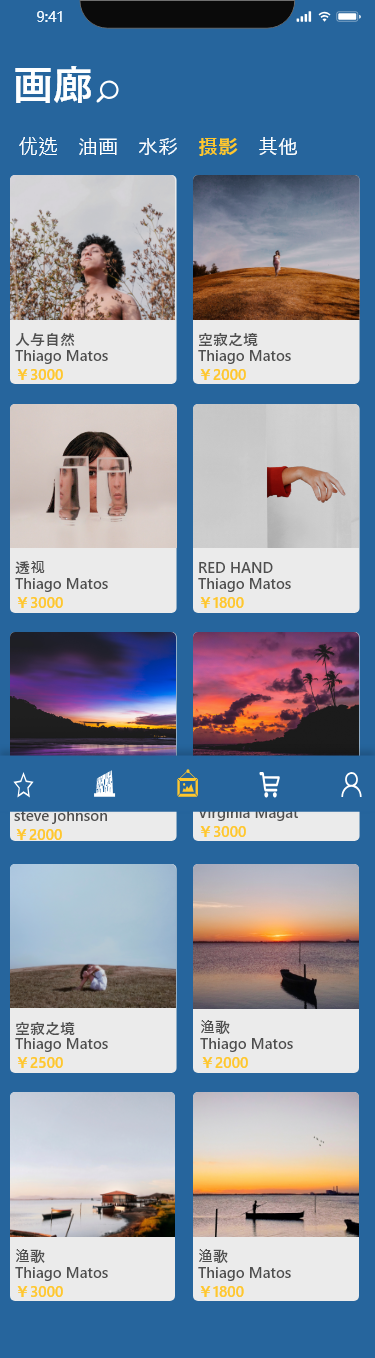 9:41
画廊
优选 油画 水彩 摄影 其他
人与自然
Thiago Matos
￥3000
空寂之境
Thiago Matos
￥2000
透视
Thiago Matos
￥3000
RED HAND
Thiago Matos
￥1800
steve johnson
￥2000
Virginia Magat
￥3000
空寂之境
Thiago Matos
￥2500
渔歌
Thiago Matos
￥2000
渔歌
Thiago Matos
￥3000
渔歌
Thiago Matos
￥1800